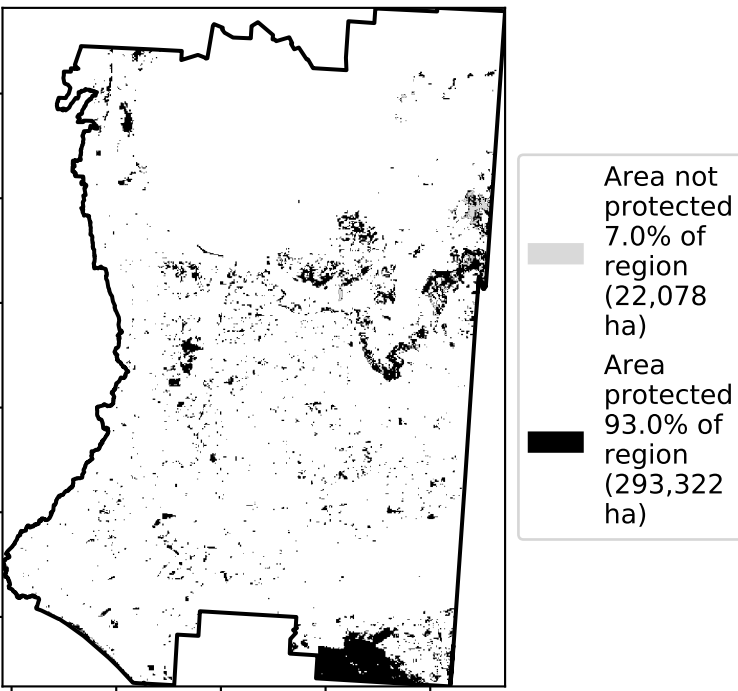 Area not
protected
7.0% of
region
(22,078
ha)
Area
protected
93.0% of
region
(293,322
ha)